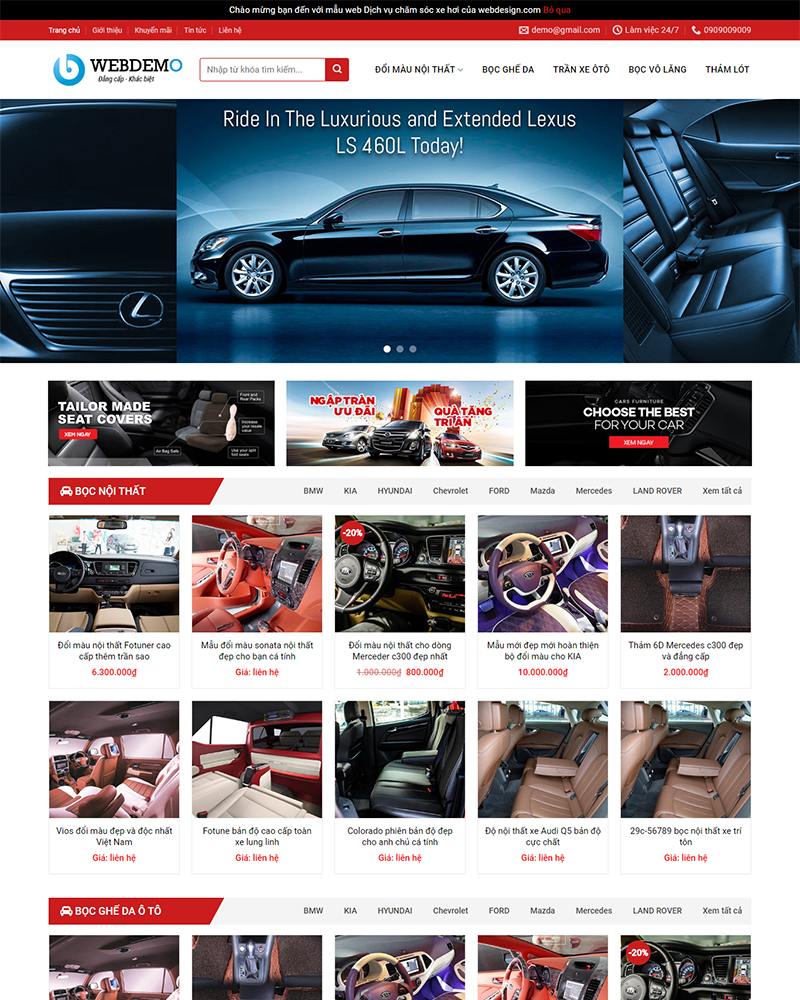 Chào mừng bạn đến với mẫu web Dịch vụ chăm sóc xe hơi của webdesign.com Bỏ qua
Trang chủ Giới thiệu Khuyến mãi Tin tức Liên hệ demo@gmail.com Làm việc 24/7 0909009009
WEBDEMO
Đẳng cấp - Khác biệt
Nhập từ khóa tìm kiếm...
ĐỔI MÀU NỘI THẤT BỌC GHẾ DA TRẦN XE ÔTÔ BỌC VÔ LĂNG THẢM LÓT
Ride In The Luxurious and Extended Lexus
LS 460L Today!
TAILOR MADE
SEAT COVERS
XEM NGAY
Front and
Rear Packs
Increase
your resale
value
Air Bag Safe
Use your split
foot seats
NGẬP TRÀN
ƯU ĐÃI
QUÀ TẶNG
TRI ÂN
CARS FURNITURE
CHOOSE THE BEST
FOR YOUR CAR
XEM NGAY
BỌC NỘI THẤT BMW KIA HYUNDAI Chevrolet FORD Mazda Mercedes LAND ROVER Xem tất cả
-20%
Đổi màu nội thất Fotuner cao
cấp thêm trần sao
6.300.000₫
Mẫu đổi màu sonata nội thất
đẹp cho bạn cá tính
Giá: liên hệ
Đổi màu nội thất cho dòng
Merceder c300 đẹp nhất
1.000.000₫ 800.000₫
Mẫu mới đẹp mới hoàn thiện
bộ đổi màu cho KIA
10.000.000₫
Thảm 6D Mercedes c300 đẹp
và đẳng cấp
2.000.000₫
Vios đổi màu đẹp và độc nhất
Việt Nam
Giá: liên hệ
Fotune bản độ cao cấp toàn
xe lung linh
Giá: liên hệ
Colorado phiên bản độ đẹp
cho anh chủ cá tính
Giá: liên hệ
Độ nội thất xe Audi Q5 bản độ
cực chất
Giá: liên hệ
29c-56789 bọc nội thất xe trí
tôn
Giá: liên hệ
BỌC GHẾ DA Ô TÔ BMW KIA HYUNDAI Chevrolet FORD Mazda Mercedes LAND ROVER Xem tất cả
-20%